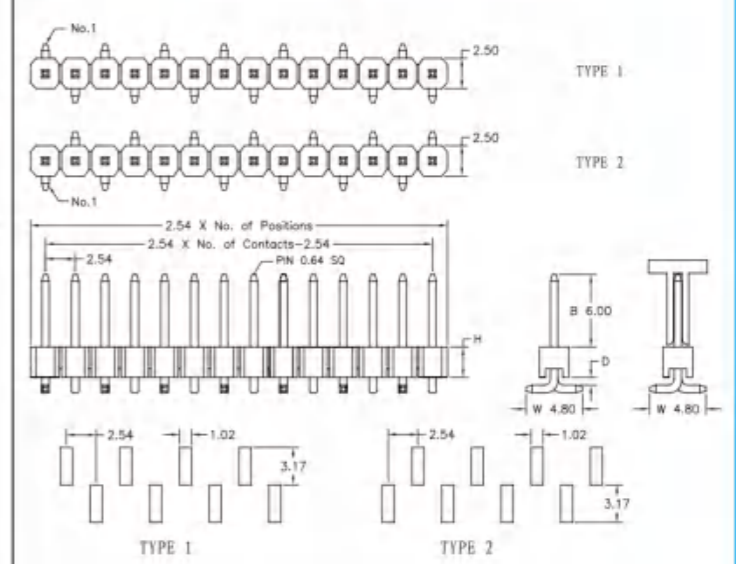 No.1
2.50
TYPE 1
2.50
TYPE 2
No.1
2.54 X No. of Positions
2.54 X No. of Contacts-2.54
2.54
PIN 0.64 SQ
H
B 6.00
D
W 4.80
W 4.80
2.54
1.02
3.17
2.54
1.02
3.17
TYPE 1
TYPE 2